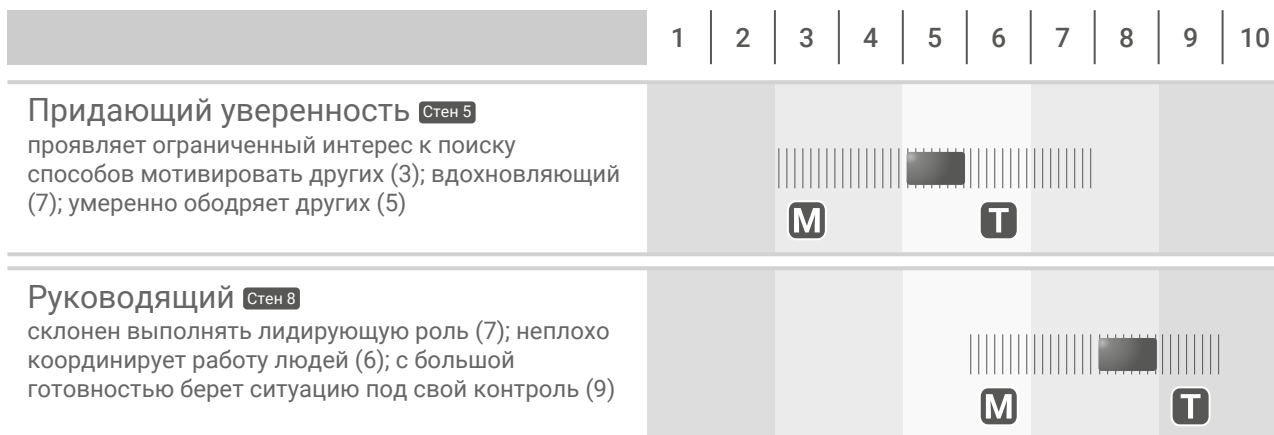 1 2 3 4 5 6 7 8 9 10
Придающий уверенность Стен 5
проявляет ограниченный интерес к поиску
способов мотивировать других (3); вдохновляющий
(7); умеренно ободряет других (5)
M T
Руководящий Стен 8
склонен выполнять лидирующую роль (7); неплохо
координирует работу людей (6); с большой
готовностью берет ситуацию под свой контроль (9)
M T